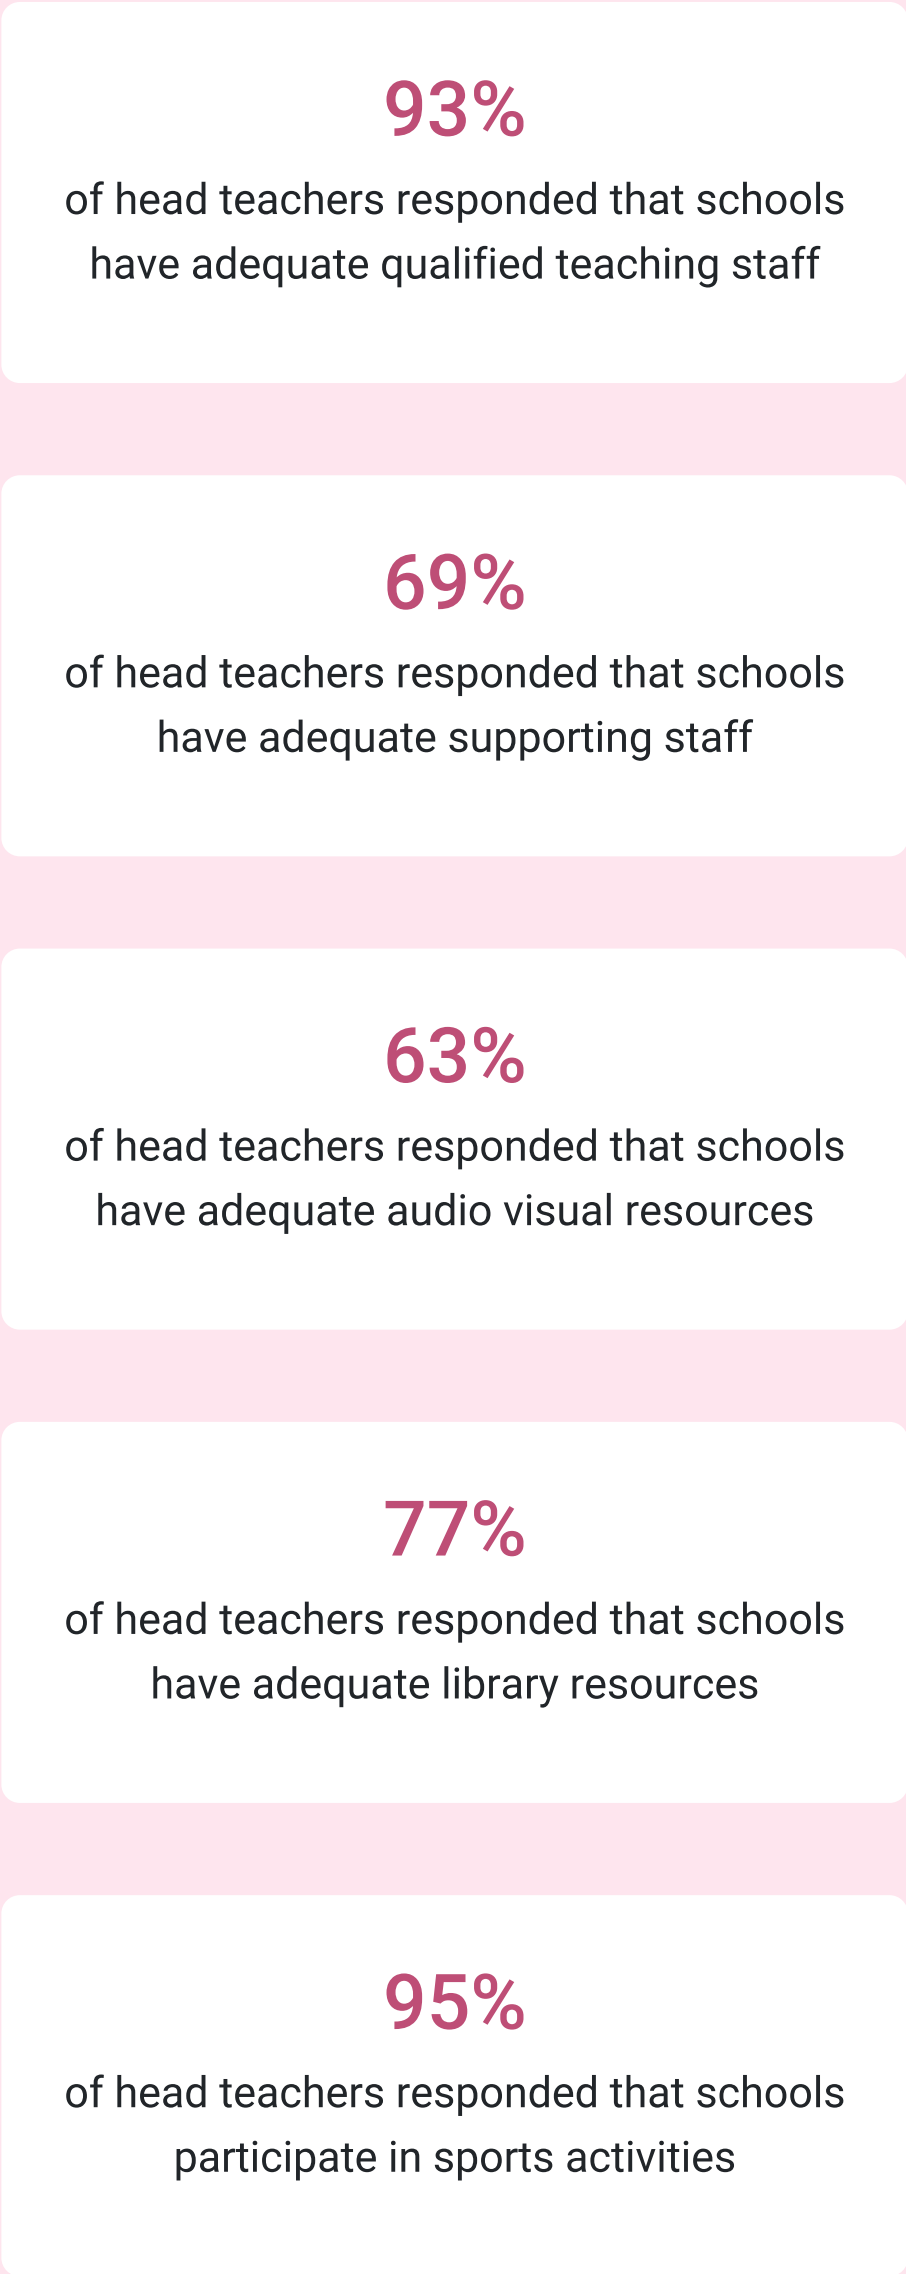 93%
of head teachers responded that schools
have adequate qualified teaching staff
69%
of head teachers responded that schools
have adequate supporting staff
63%
of head teachers responded that schools
have adequate audio visual resources
77%
of head teachers responded that schools
have adequate library resources
95%
of head teachers responded that schools
participate in sports activities